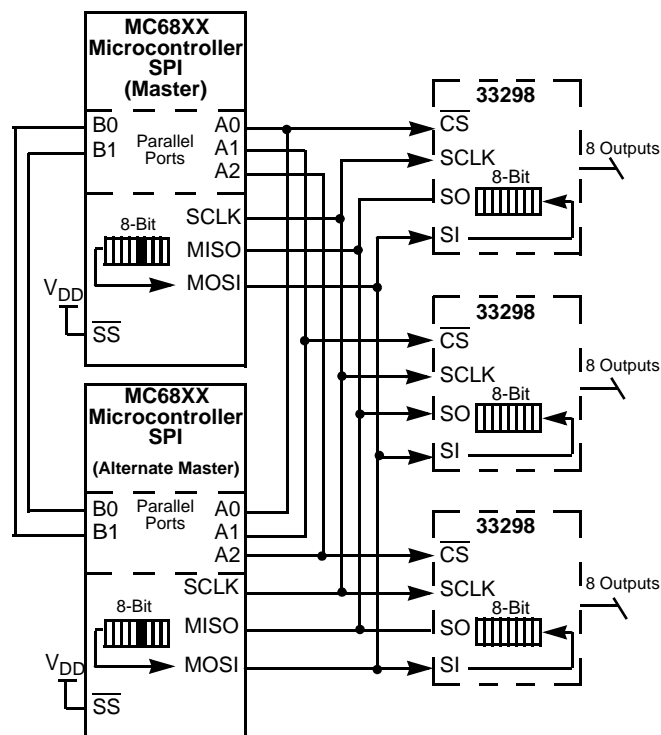 MC68XX
Microcontroller
SPI
(Master)
B0
B1
Parallel
Ports
A0
A1
A2
8-Bit
SCLK
MISO
MOSI
VDD
SS
MC68XX
Microcontroller
SPI
(Alternate Master)
B0
B1
Parallel
Ports
A0
A1
A2
8-Bit
SCLK
MISO
MOSI
VDD
SS
33298
CS
SCLK
SO
8-Bit
SI
8 Outputs
33298
CS
SCLK
SO
8-Bit
SI
8 Outputs
33298
CS
SCLK
SO
8-Bit
SI
8 Outputs